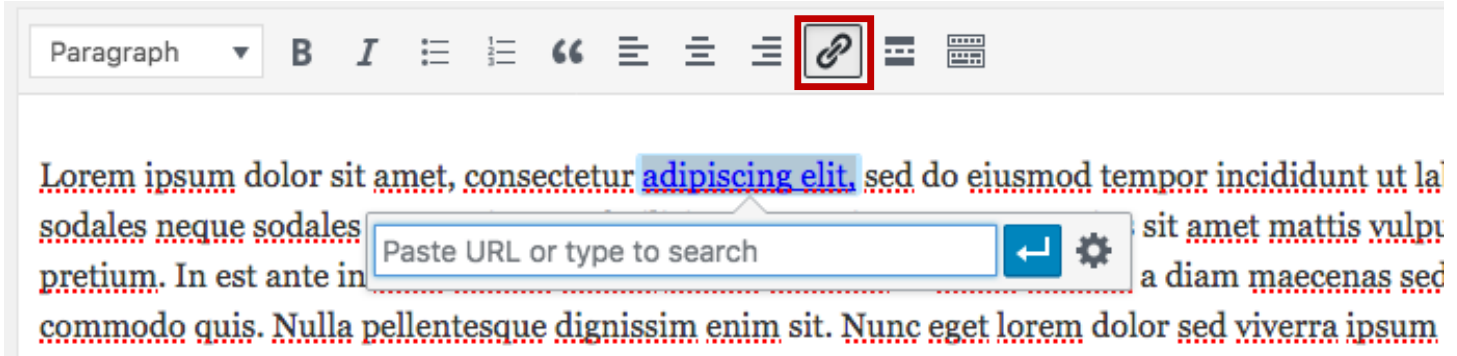 Paragraph
Lorem ipsum dolor sit amet, consectetur adipiscing elit, sed do eiusmod tempor incididunt ut la
sodales neque sodales sit amet mattis vulpu
Paste URL or type to search
pretium. In est ante in a diam maecenas sed
commodo quis. Nulla pellentesque dignissim enim sit. Nunc eget lorem dolor sed viverra ipsum